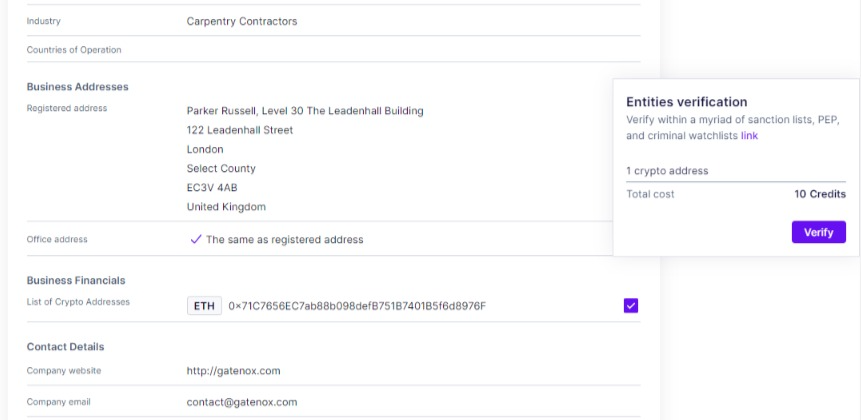 Industry Carpentry Contractors
Countries of Operation
Business Addresses
Registered address Parker Russell, Level 30 The Leadenhall Building
122 Leadenhall Street
London
Select County
EC3V 4AB
United Kingdom
Office address The same as registered address
Business Financials
List of Crypto Addresses ETH 0×71C7656EC7ab88b098defB751B7401B5f6d8976F
Contact Details
Company website http://gatenox.com
Company email contact@gatenox.com
Entities verification
Verify within a myriad of sanction lists, PEP,
and criminal watchlists link
1 crypto address
Total cost 10 Credits
Verify